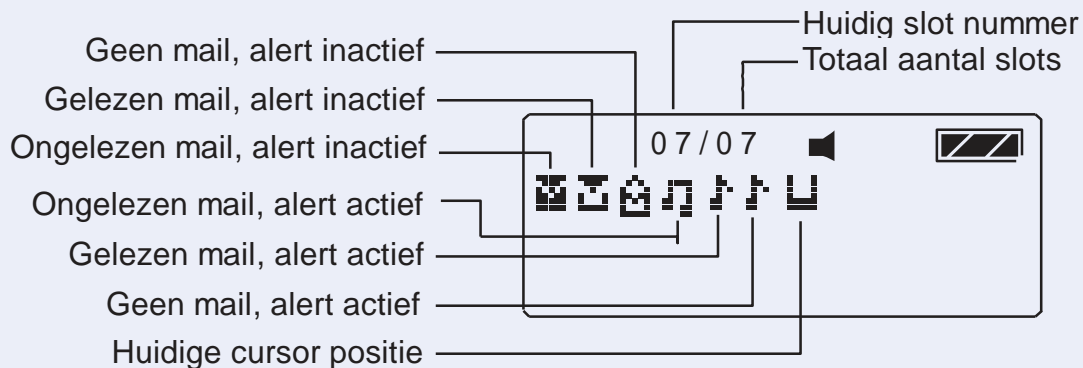 Huidig slot nummer
Totaal aantal slots
Geen mail, alert inactief
Gelezen mail, alert inactief
Ongelezen mail, alert inactief
Ongelezen mail, alert actief
Gelezen mail, alert actief
Geen mail, alert actief
Huidige cursor positie
07/07